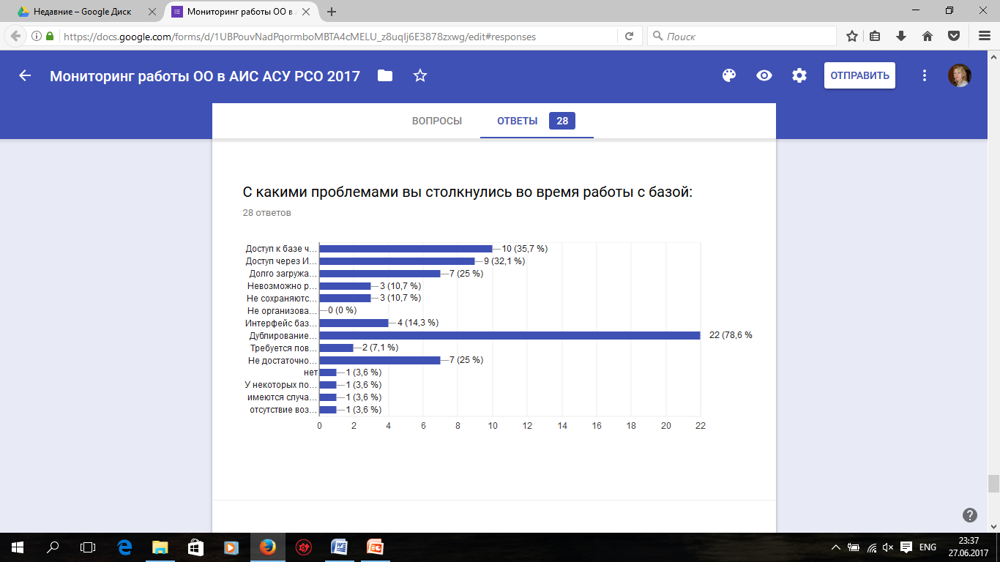 Недавние – Google Диск
Мониторинг работы ОО в А
https://docs.google.com/forms/d/1UBPouvNadPqormboMBTA4cMELU_z8uqIj6E3878zxwg/edit#responses
Поиск
Мониторинг работы ОО в АИС АСУ РСО 2017
ОТПРАВИТЬ
ВОПРОСЫ
ОТВЕТЫ 28
С какими проблемами вы столкнулись во время работы с базой:
28 ответов
Доступ к базе ч... 10 (35,7 %)
Доступ через И... 9 (32,1 %)
Долго загружа... 7 (25 %)
Невозможно р... 3 (10,7 %)
Не сохраняютс... 3 (10,7 %)
Не организова... 0 (0 %)
Интерфейс баз... 4 (14,3 %)
Дублирование... 22 (78,6 %
Требуется пов... 2 (7,1 %)
Не достаточно... 7 (25 %)
нет 1 (3,6 %)
У некоторых по... 1 (3,6 %)
имеются случа... 1 (3,6 %)
отсутствие воз... 1 (3,6 %)
0 2 4 6 8 10 12 14 16 18 20 22
ENG
23:37
27.06.2017